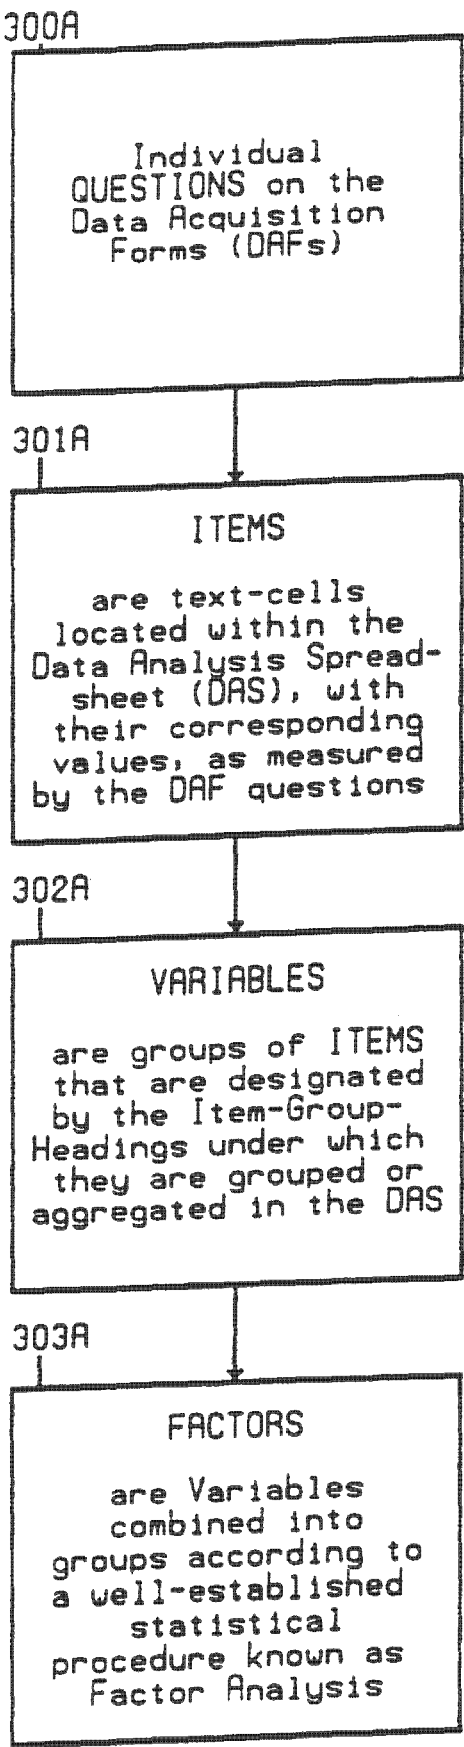 300A
Individual
QUESTIONS on the
Data Acquisition
Forms (DAFs)
301A
ITEMS
are text-cells
located within the
Data Analysis Spread-
sheet (DAS), with
their corresponding
values, as measured
by the DAF questions
302A
VARIABLES
are groups of ITEMS
that are designated
by the Item-Group-
Headings under which
they are grouped or
aggregated in the DAS
303A
FACTORS
are Variables
combined into
groups according to
a well-established
statistical
procedure known as
Factor Analysis